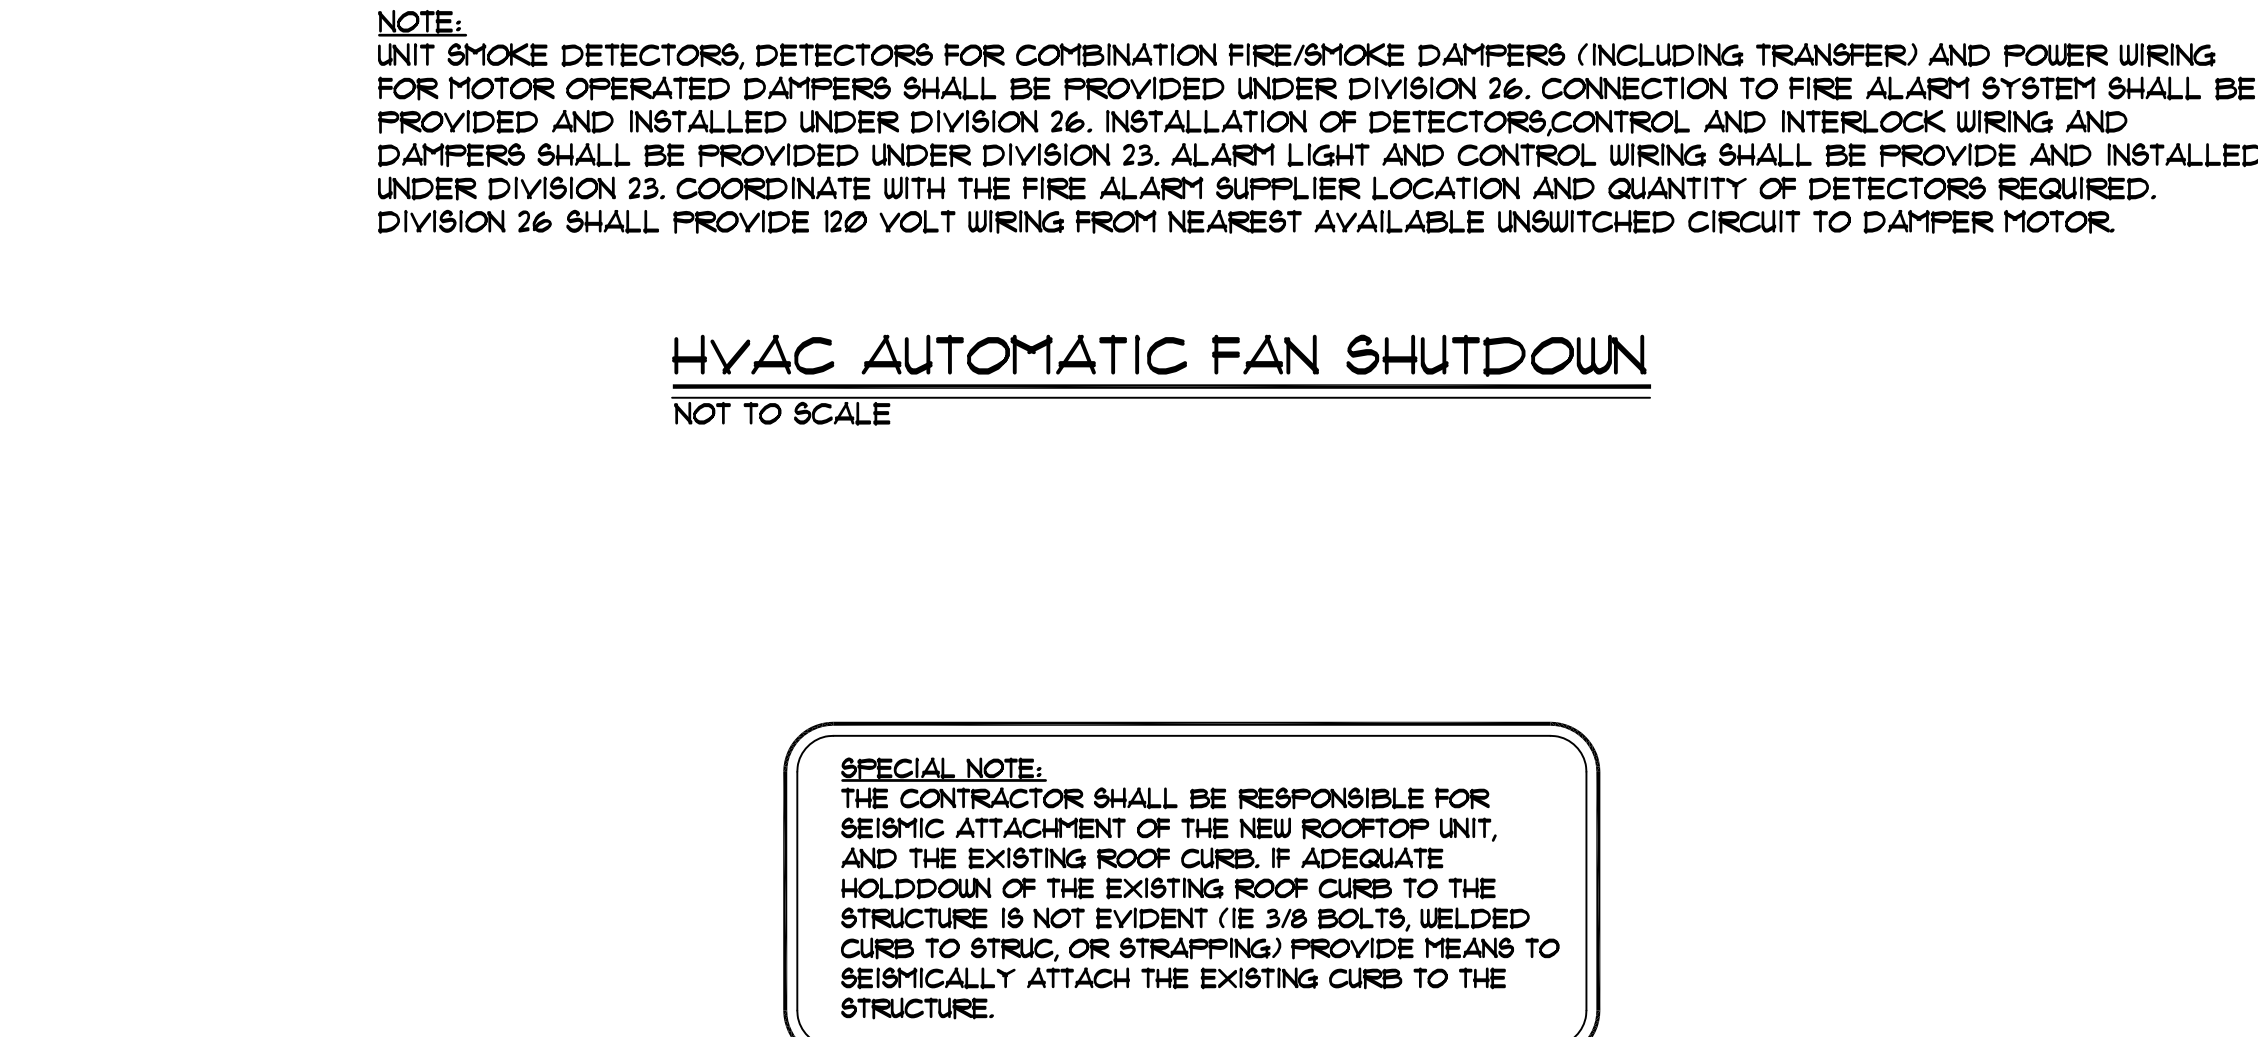 NOTE:
UNIT SMOKE DETECTORS, DETECTORS FOR COMBINATION FIRE/SMOKE DAMPERS (INCLUDING TRANSFER) AND POWER WIRING
FOR MOTOR OPERATED DAMPERS SHALL BE PROVIDED UNDER DIVISION 26. CONNECTION TO FIRE ALARM SYSTEM SHALL BE
PROVIDED AND INSTALLED UNDER DIVISION 26. INSTALLATION OF DETECTORS,CONTROL AND INTERLOCK WIRING AND
DAMPERS SHALL BE PROVIDED UNDER DIVISION 23. ALARM LIGHT AND CONTROL WIRING SHALL BE PROVIDE AND INSTALLED
UNDER DIVISION 23. COORDINATE WITH THE FIRE ALARM SUPPLIER LOCATION AND QUANTITY OF DETECTORS REQUIRED.
DIVISION 26 SHALL PROVIDE 120 VOLT WIRING FROM NEAREST AVAILABLE UNSWITCHED CIRCUIT TO DAMPER MOTOR.
HVAC AUTOMATIC FAN SHUTDOWN
NOT TO SCALE
SPECIAL NOTE:
THE CONTRACTOR SHALL BE RESPONSIBLE FOR
SEISMIC ATTACHMENT OF THE NEW ROOFTOP UNIT,
AND THE EXISTING ROOF CURB. IF ADEQUATE
HOLDDOWN OF THE EXISTING ROOF CURB TO THE
STRUCTURE IS NOT EVIDENT (IE 3/8 BOLTS, WELDED
CURB TO STRUC, OR STRAPPING) PROVIDE MEANS TO
SEISMICALLY ATTACH THE EXISTING CURB TO THE
STRUCTURE.